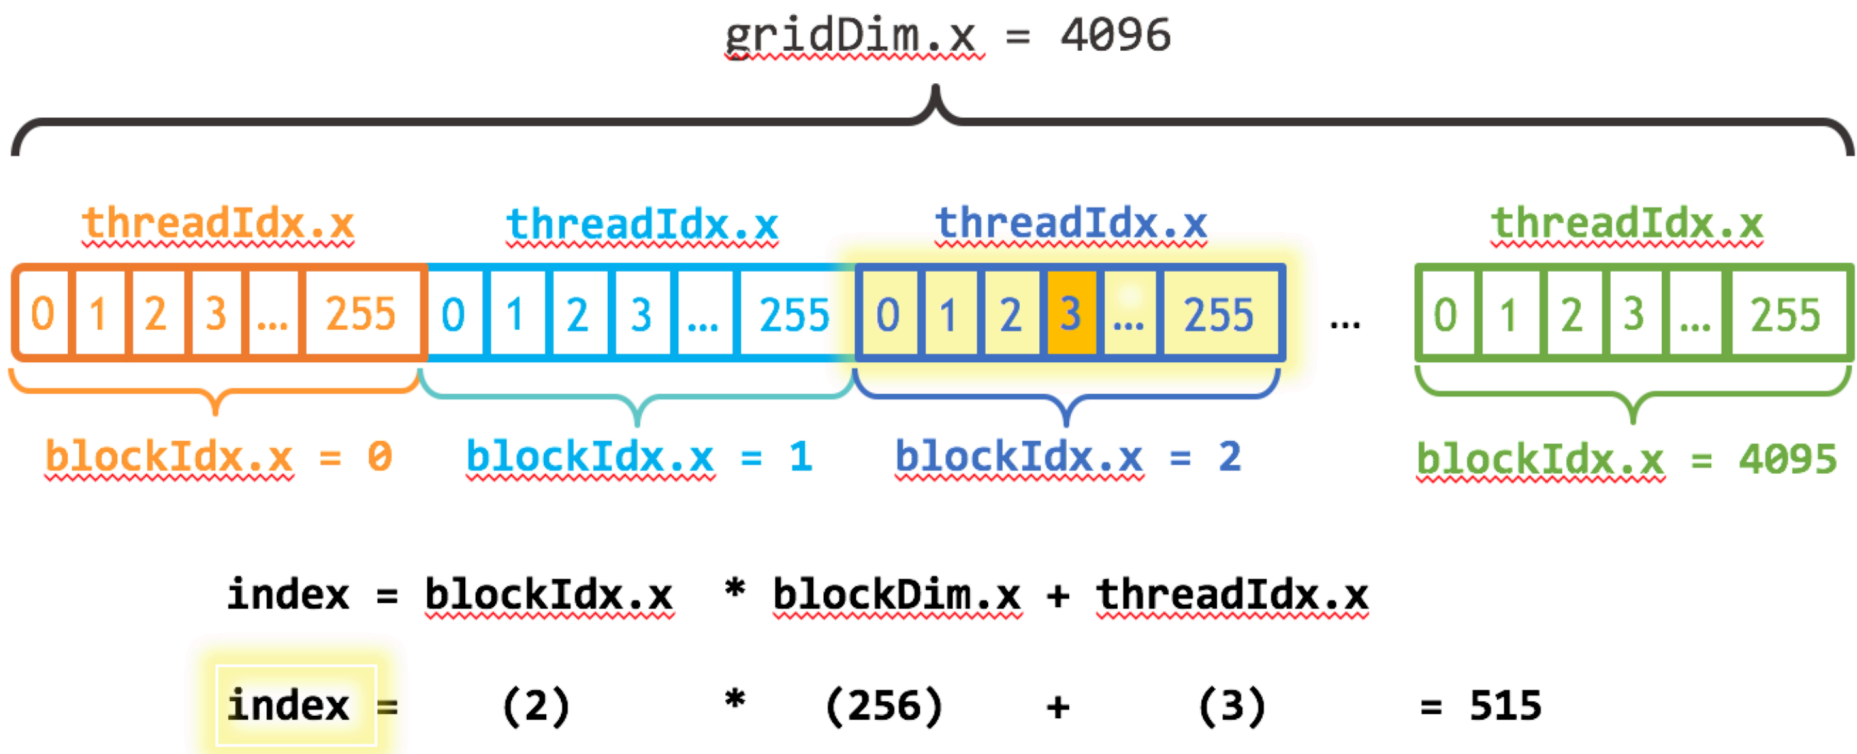 gridDim.x = 4096
threadIdx.x threadIdx.x threadIdx.x threadIdx.x
0 1 2 3 ... 255 0 1 2 3 ... 255 0 1 2 3 ... 255 ... 0 1 2 3 ... 255
blockIdx.x = 0 blockIdx.x = 1 blockIdx.x = 2 blockIdx.x = 4095
index = blockIdx.x * blockDim.x + threadIdx.x
index = (2) * (256) + (3) = 515